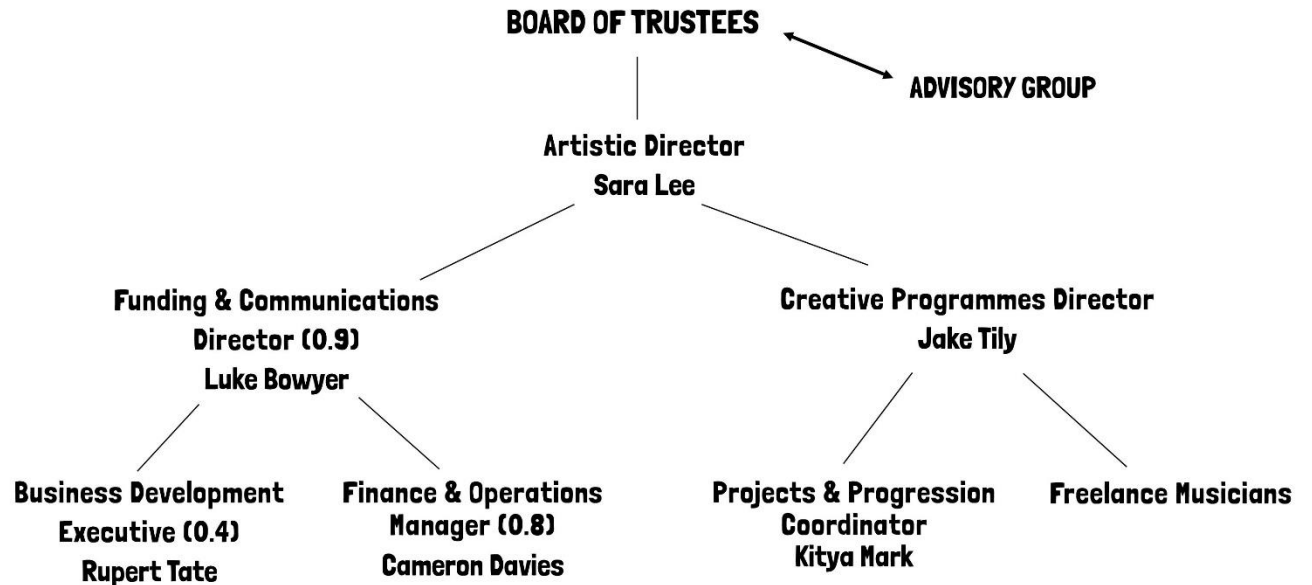 BOARD OF TRUSTEES
ADVISORY GROUP
Artistic Director
Sara Lee
Funding & Communications
Director (0.9)
Luke Bowyer
Creative Programmes Director
Jake Tily
Business Development
Executive (0.4)
Rupert Tate
Finance & Operations
Manager (0.8)
Cameron Davies
Projects & Progression
Coordinator
Kitya Mark
Freelance Musicians